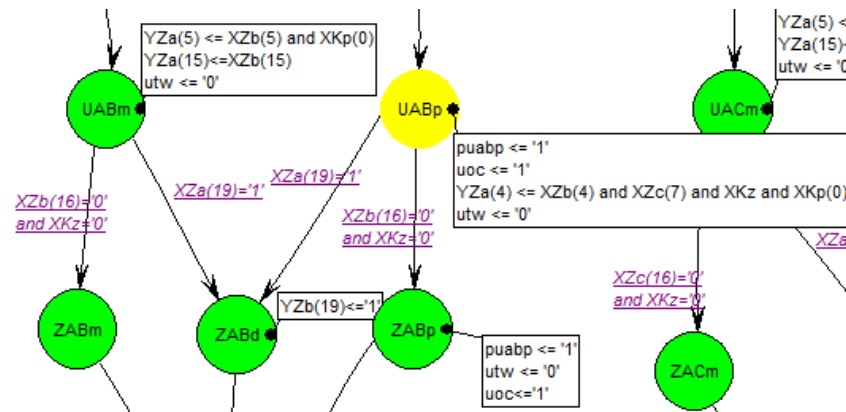 YZa(5) <= XZb(5) and XKp(0)
YZa(15)<=XZb(15)
utw <= '0'
YZa(5) <
YZa(15)<
utw <= '0
UABm
UABp
UACm
puabp <= '1'
uoc <= '1'
YZa(4) <= XZb(4) and XZc(7) and XKz and XKp(0)
utw <= '0'
XZb(16)='0'
and XKz='0'
XZa(19)='1'
XZa(19)='1'
XZb(16)='0'
and XKz='0'
XZa
XZc(16)='0'
and XKz='0'
ZABm
ZABd
YZb(19)<='1'
ZABp
puabp <= '1'
utw <= '0'
uoc<='1'
ZACm